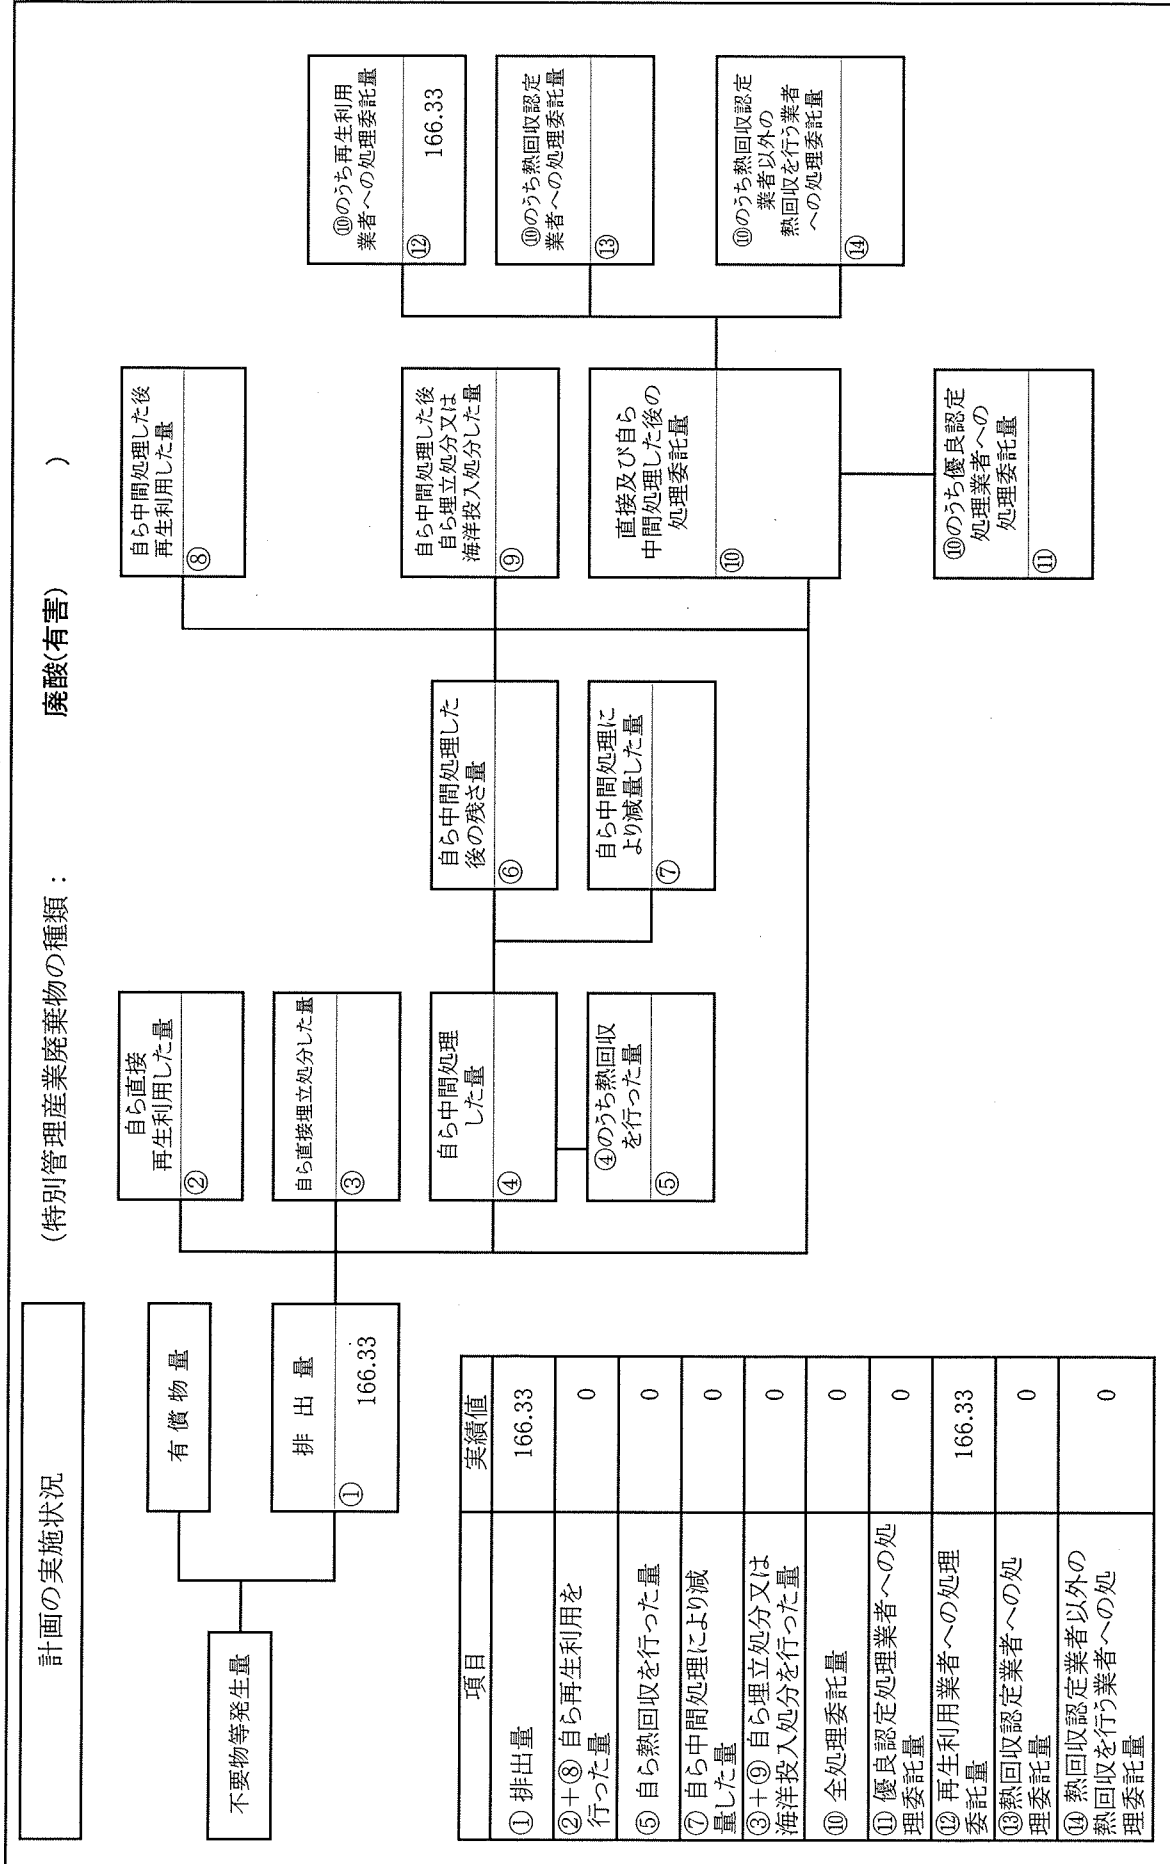 計画の実施状況
(特別管理産業廃棄物の種類： 廃酸(有害) )
不要物等発生量
有 償 物 量
排 出 量
① 166.33
自ら直接
再生利用した量
②
自ら直接埋立処分した量
③
自ら中間処理
した量
④
④のうち熱回収
を行った量
⑤
自ら中間処理した
後の残さ量
⑥
自ら中間処理に
より減量した量
⑦
自ら中間処理した後
再生利用した量
⑧
自ら中間処理した後
自ら埋立処分又は
海洋投入処分した量
⑨
直接及び自ら
中間処理した後の
処理委託量
⑩
⑩のうち優良認定
処理業者への
処理委託量
⑪
⑩のうち再生利用
業者への処理委託量
⑫ 166.33
⑩のうち熱回収認定
業者への処理委託量
⑬
⑩のうち熱回収認定
業者以外の
熱回収を行う業者
への処理委託量
⑭
項目 実績値
① 排出量 166.33
②＋⑧ 自ら再生利用を
行った量 0
⑤ 自ら熱回収を行った量 0
⑦ 自ら中間処理により減
量した量 0
③＋⑨ 自ら埋立処分又は
海洋投入処分を行った量 0
⑩ 全処理委託量 0
⑪ 優良認定処理業者への処
理委託量 0
⑫ 再生利用業者への処理
委託量 166.33
⑬熱回収認定業者への処
理委託量 0
⑭ 熱回収認定業者以外の
熱回収を行う業者への処
理委託量 0